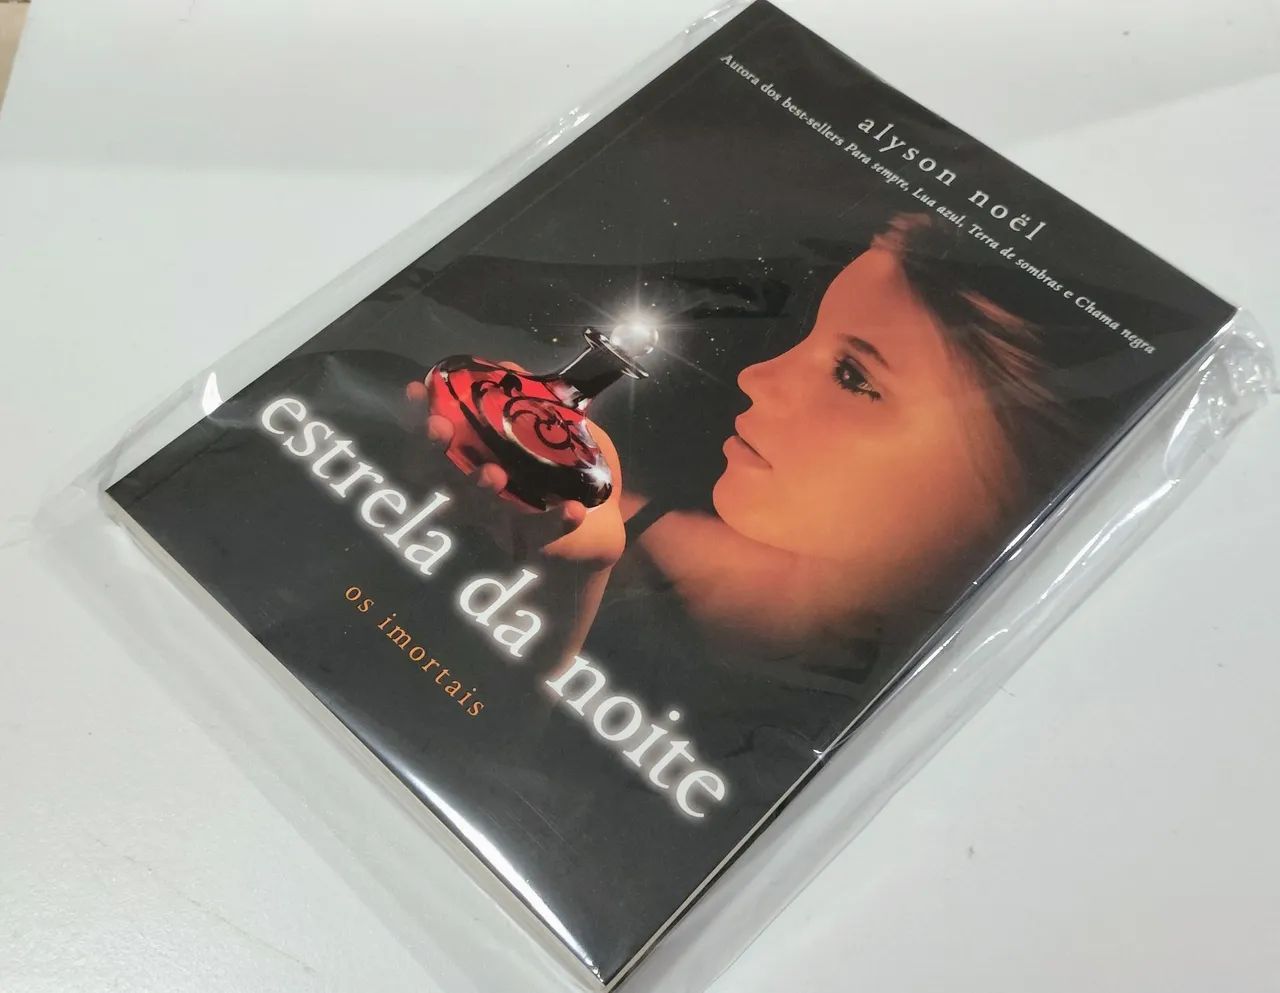 alyson noël
Autora dos best-sellers Para sempre, Lua azul, Terra de sombras e Chama negra
estrela da noite
os imortais